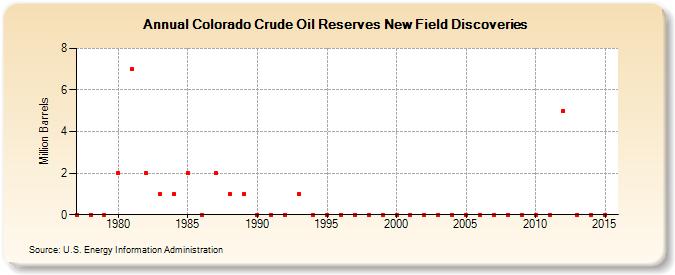 Annual Colorado Crude Oil Reserves New Field Discoveries
Million Barrels
8
6
4
2
0
1980 1985 1990 1995 2000 2005 2010 2015
Source: U.S. Energy Information Administration